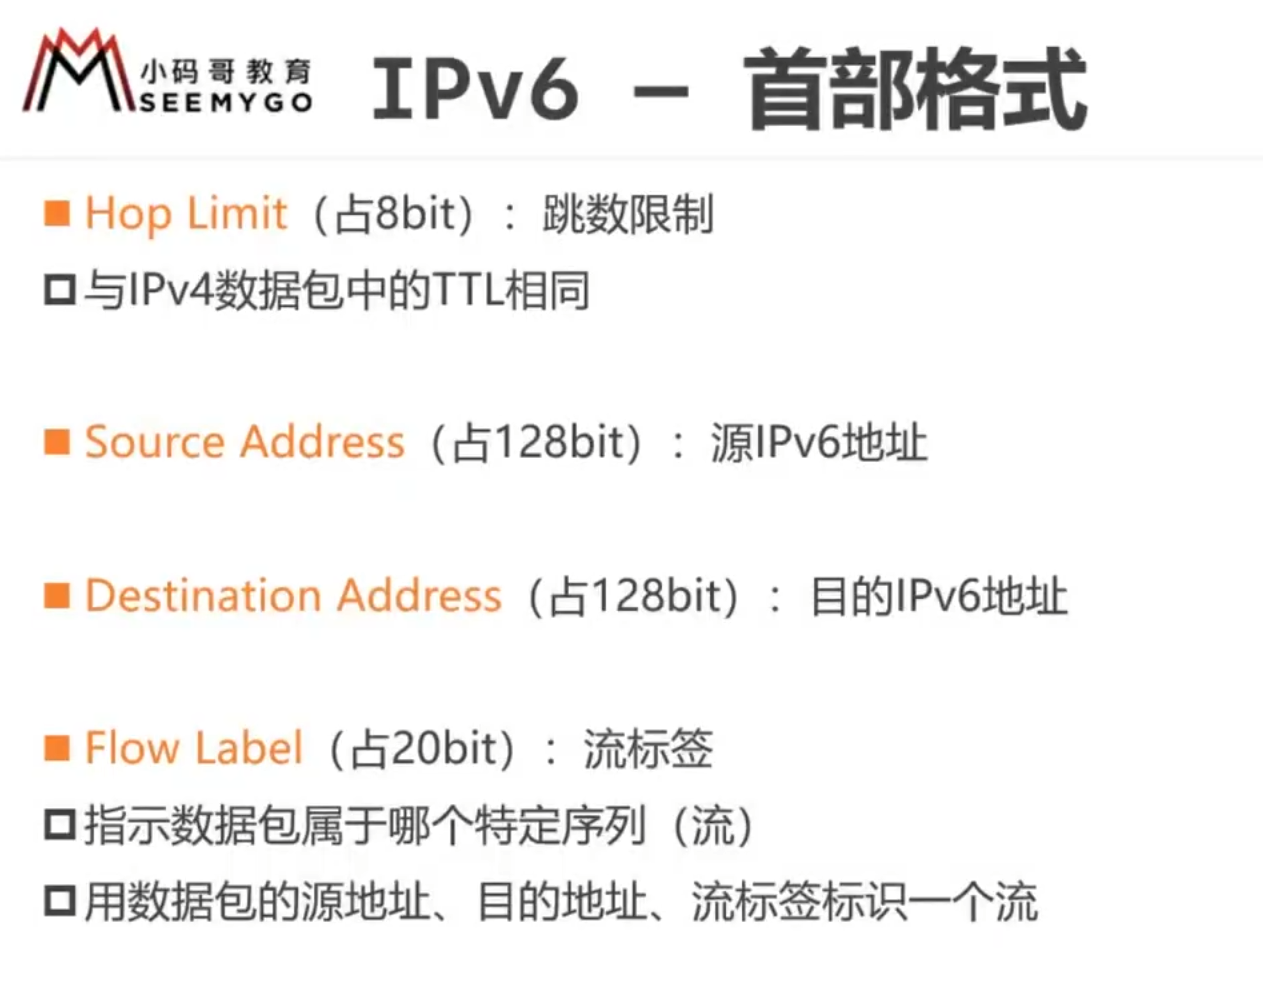 小码哥教育
SEEMYGO
IPv6 – 首部格式
Hop Limit（占8bit）：跳数限制
与IPv4数据包中的TTL相同
Source Address（占128bit）：源IPv6地址
Destination Address（占128bit）：目的IPv6地址
Flow Label（占20bit）：流标签
指示数据包属于哪个特定序列（流）
用数据包的源地址、目的地址、流标签标识一个流